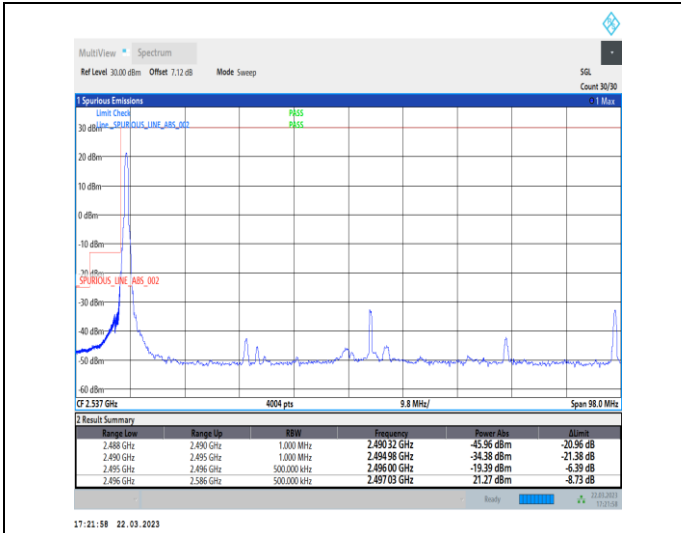 MultiView Spectrum
Ref Level 30.00 dBm Offset 7.12 dB Mode Sweep SGL
Count 30/30
1 Spurious Emissions 1 Max
Limit Check PASS
Line _SPURIOUS_LINE_ABS_002 PASS
30 dBm
20 dBm
10 dBm
0 dBm
-10 dBm
-20 dBm
_SPURIOUS_LINE_ABS_002
-30 dBm
-40 dBm
-50 dBm
-60 dBm
CF 2.537 GHz 4004 pts 9.8 MHz/ Span 98.0 MHz
2 Result Summary
Range Low Range Up RBW Frequency Power Abs ΔLimit
2.488 GHz 2.490 GHz 1.000 MHz 2.490 32 GHz -45.96 dBm -20.96 dB
2.490 GHz 2.495 GHz 1.000 MHz 2.494 98 GHz -34.38 dBm -21.38 dB
2.495 GHz 2.496 GHz 500.000 kHz 2.496 00 GHz -19.39 dBm -6.39 dB
2.496 GHz 2.586 GHz 500.000 kHz 2.497 03 GHz 21.27 dBm -8.73 dB
Ready 22.03.2023
17:21:58
17:21:58 22.03.2023